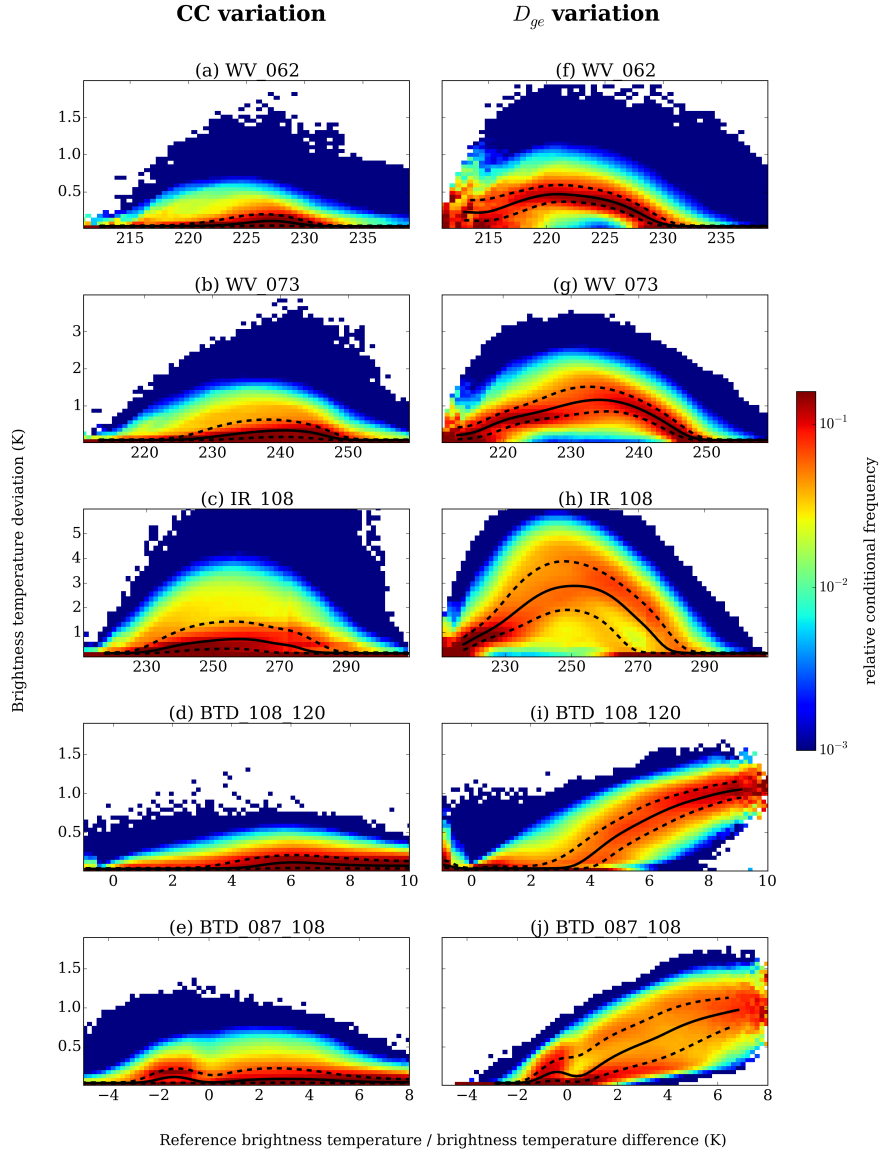 CC variation
D_ge variation
(a) WV_062
(f) WV_062
1.5
1.0
0.5
215 220 225 230 235
215 220 225 230 235
(b) WV_073
(g) WV_073
3
2
1
220 230 240 250
220 230 240 250
(c) IR_108
(h) IR_108
5
4
3
2
1
230 250 270 290
230 250 270 290
(d) BTD_108_120
(i) BTD_108_120
1.5
1.0
0.5
0 2 4 6 8 10
0 2 4 6 8 10
(e) BTD_087_108
(j) BTD_087_108
1.5
1.0
0.5
−4 −2 0 2 4 6 8
−4 −2 0 2 4 6 8
Brightness temperature deviation (K)
Reference brightness temperature / brightness temperature difference (K)
10⁻¹
10⁻²
10⁻³
relative conditional frequency